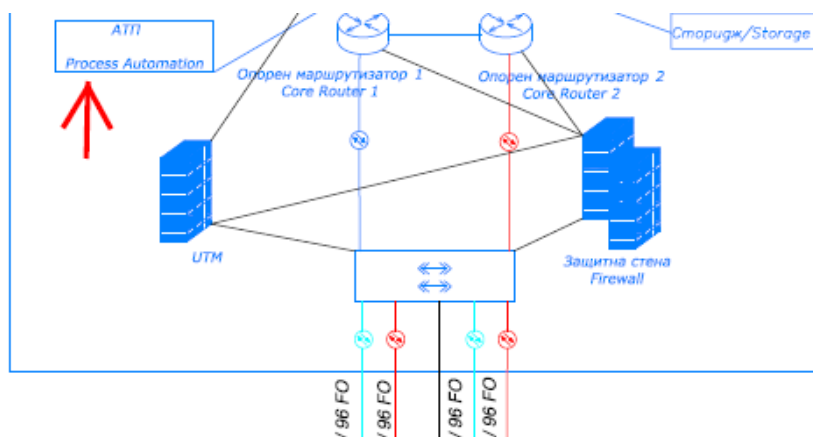 АТП
Process Automation
Сторидж/Storage
Опорен маршрутизатор 1
Core Router 1
Опорен маршрутизатор 2
Core Router 2
UTM
Защитна стена
Firewall
/ 96 FO
/ 96 FO
/ 96 FO
/ 96 FO